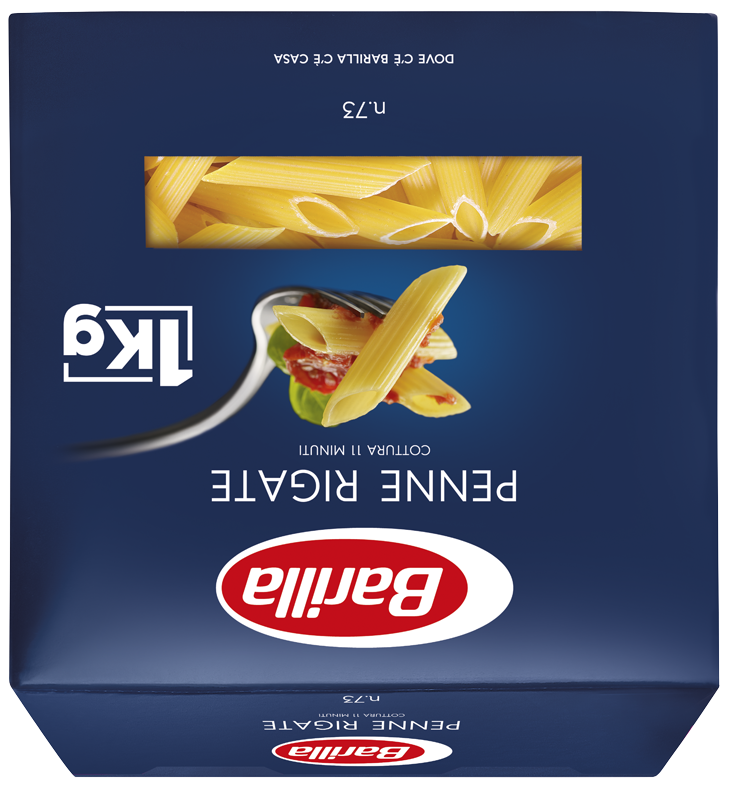 Barilla
PENNE RIGATE
COTTURA 11 MINUTI
n.73
Barilla
PENNE RIGATE
COTTURA 11 MINUTI
1Kg
n.73
DOVE C'È BARILLA C'È CASA